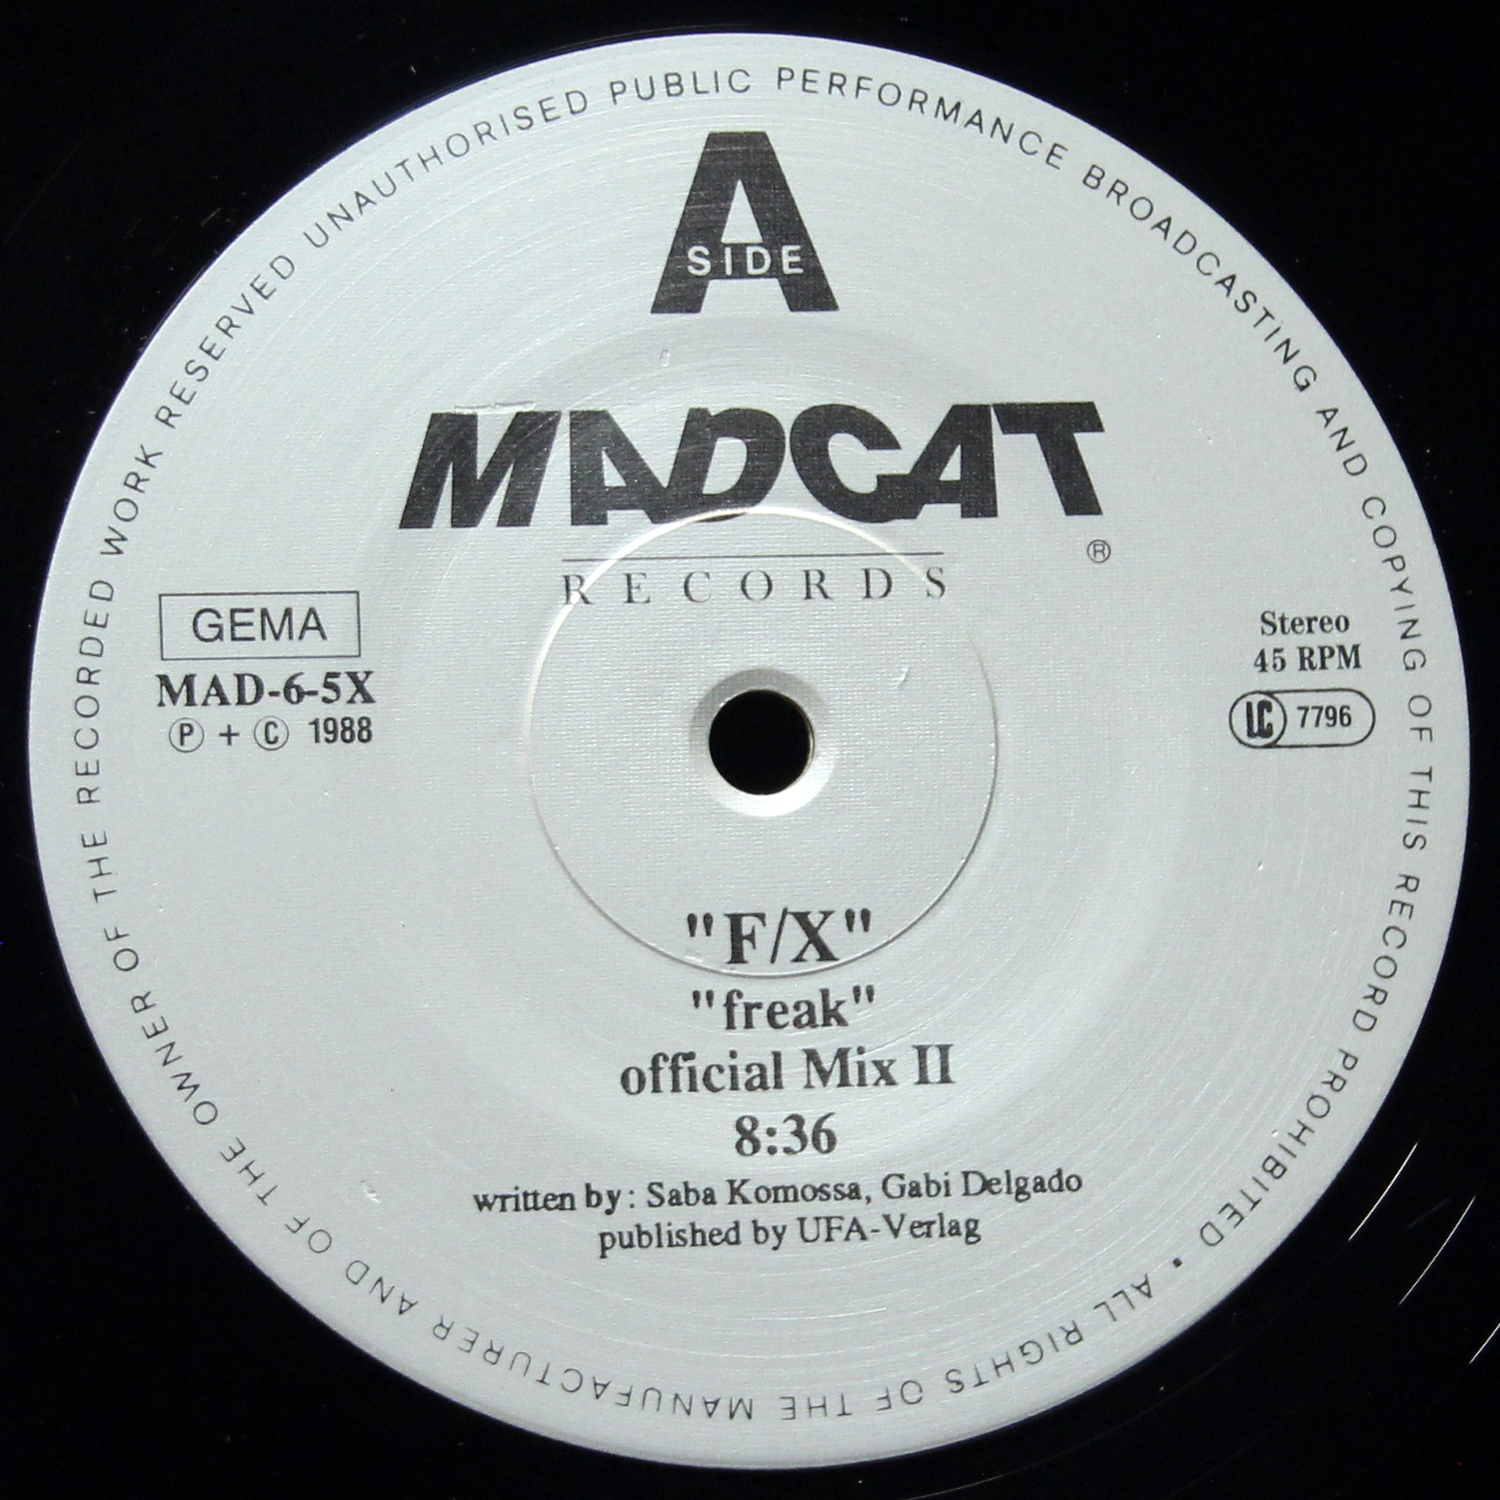 A
SIDE
MADCAT
®
RECORDS
GEMA
MAD-6-5X
Ⓟ + Ⓒ 1988
Stereo
45 RPM
LC 7796
"F/X"
"freak"
official Mix II
8:36
written by: Saba Komossa, Gabi Delgado
published by UFA-Verlag
ALL RIGHTS OF THE MANUFACTURER AND OF THE OWNER OF THE RECORDED WORK RESERVED UNAUTHORISED PUBLIC PERFORMANCE BROADCASTING AND COPYING OF THIS RECORD PROHIBITED •